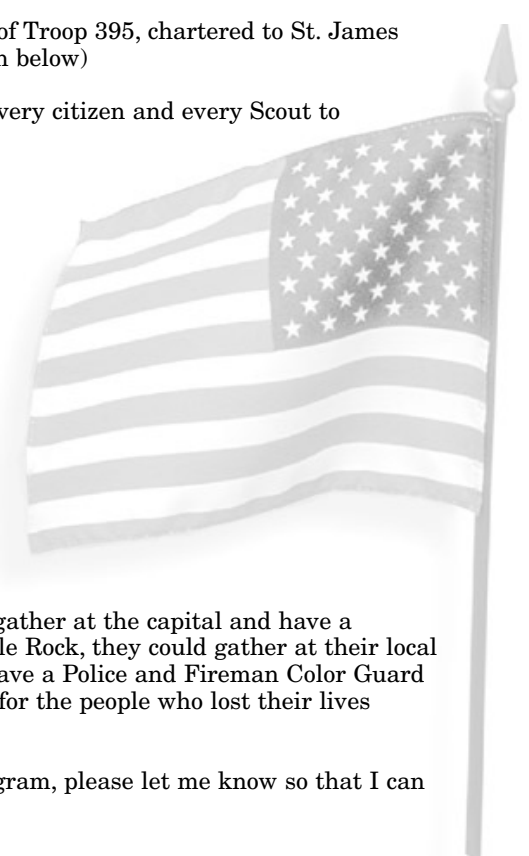 of Troop 395, chartered to St. James
below)
very citizen and every Scout to
gather at the capital and have a
le Rock, they could gather at their local
ave a Police and Fireman Color Guard
for the people who lost their lives
gram, please let me know so that I can